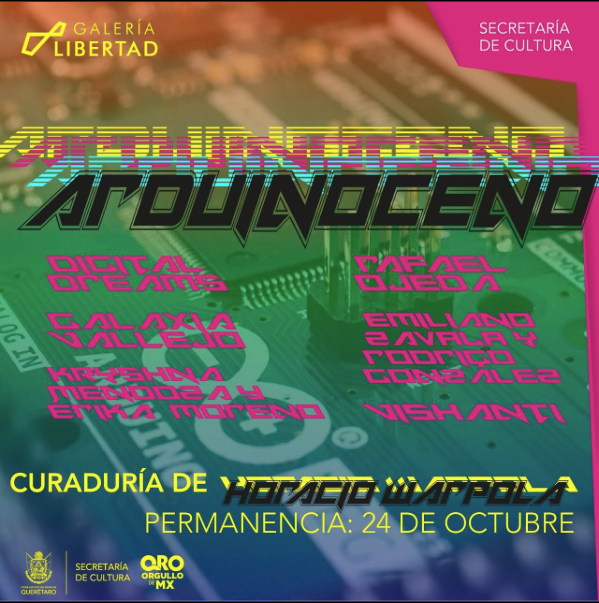 GALERÍA
LIBERTAD
SECRETARÍA
DE CULTURA
ARDUINOCENO
DIGITAL
DREAMS
RAFAEL
OJEDA
GALAXIA
VALLEJO
EMILIANO
ZAVALA Y
RODRIGO
GONZÁLEZ
KRYSHNA
MENDOZA Y
ERIKA MORENO
VISHANTI
CURADURÍA DE HORACIO WARPOLA
PERMANENCIA: 24 DE OCTUBRE
QUERÉTARO
SECRETARÍA
DE CULTURA
QRO
ORGULLO
DE MX